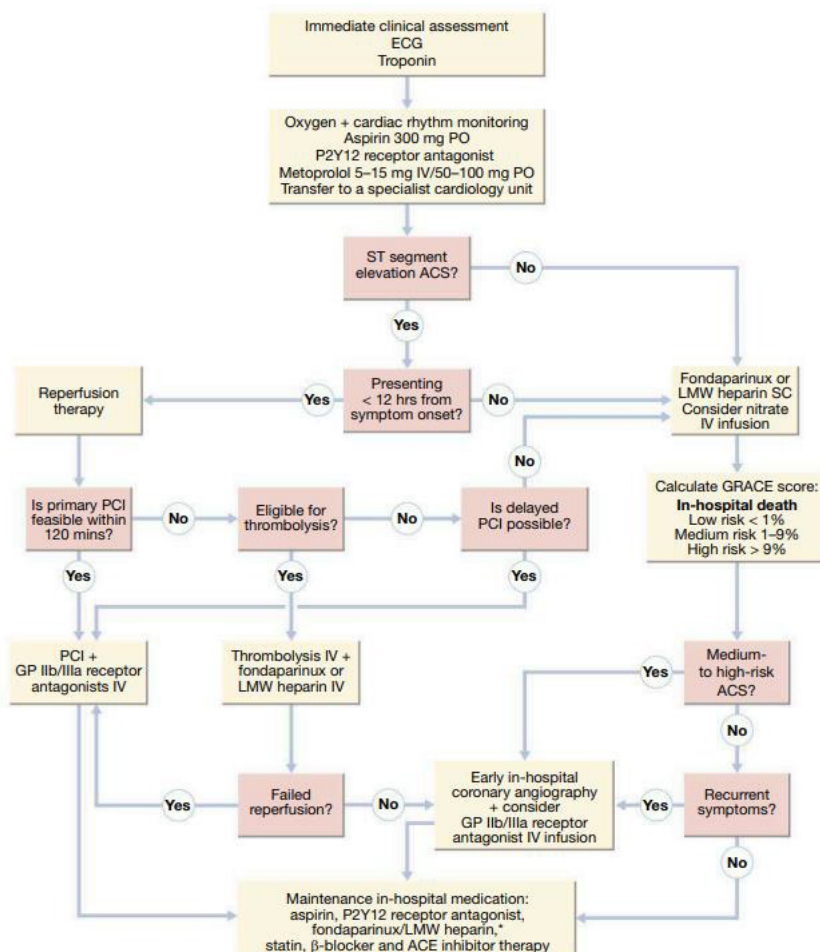 Immediate clinical assessment
ECG
Troponin
Oxygen + cardiac rhythm monitoring
Aspirin 300 mg PO
P2Y12 receptor antagonist
Metoprolol 5–15 mg IV/50–100 mg PO
Transfer to a specialist cardiology unit
ST segment
elevation ACS?
No
Yes
Reperfusion
therapy
Yes
Presenting
< 12 hrs from
symptom onset?
No
Fondaparinux or
LMW heparin SC
Consider nitrate
IV infusion
No
Is primary PCI
feasible within
120 mins?
No
Eligible for
thrombolysis?
No
Is delayed
PCI possible?
Calculate GRACE score:
In-hospital death
Low risk < 1%
Medium risk 1–9%
High risk > 9%
Yes
Yes
Yes
PCI +
GP IIb/IIIa receptor
antagonists IV
Thrombolysis IV +
fondaparinux or
LMW heparin IV
Yes
Medium-
to high-risk
ACS?
No
Yes
Failed
reperfusion?
No
Early in-hospital
coronary angiography
+ consider
GP IIb/IIIa receptor
antagonist IV infusion
Yes
Recurrent
symptoms?
No
Maintenance in-hospital medication:
aspirin, P2Y12 receptor antagonist,
fondaparinux/LMW heparin,*
statin, β-blocker and ACE inhibitor therapy